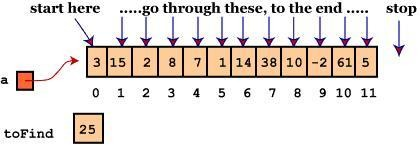 start here .....go through these, to the end ..... stop
a 3 15 2 8 7 1 14 38 10 -2 61 5
0 1 2 3 4 5 6 7 8 9 10 11
toFind 25